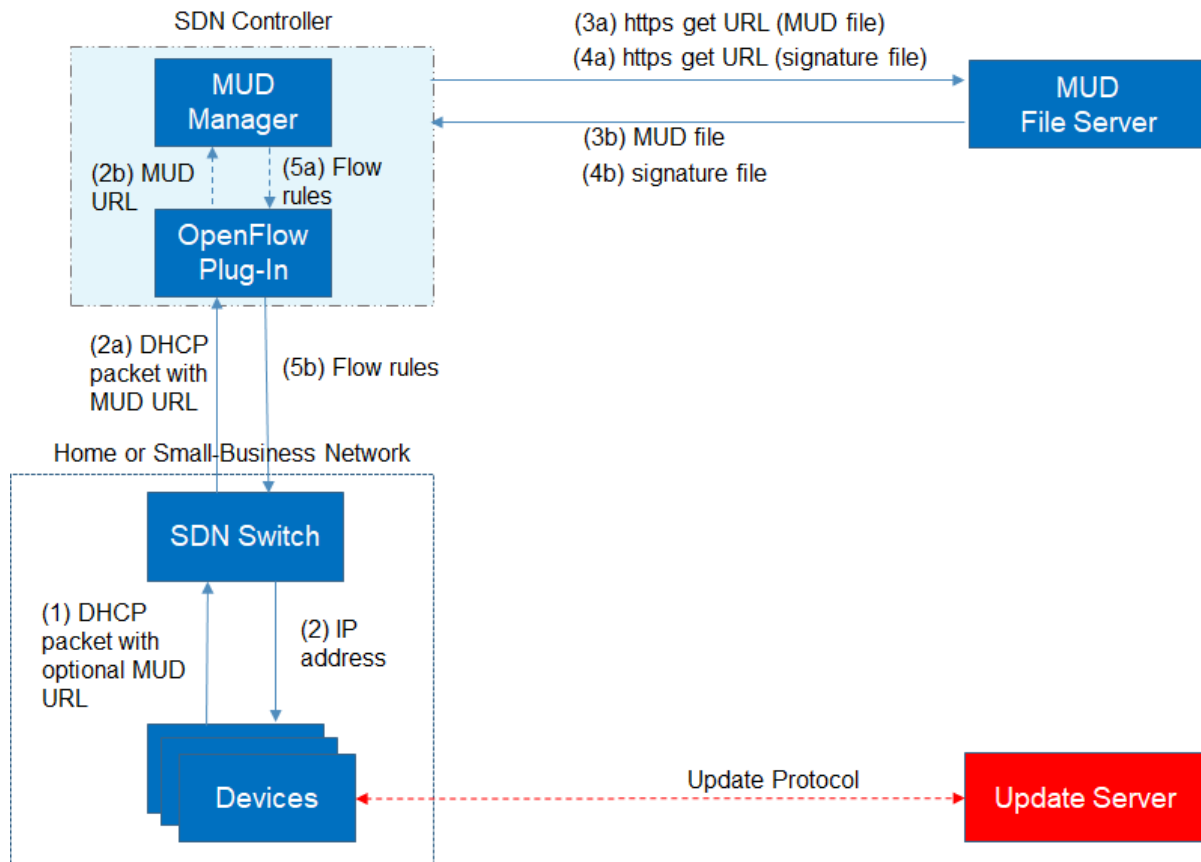 SDN Controller
(3a) https get URL (MUD file)
(4a) https get URL (signature file)
MUD
Manager
MUD
File Server
(3b) MUD file
(4b) signature file
(2b) MUD
URL
(5a) Flow
rules
OpenFlow
Plug-In
(2a) DHCP
packet with
MUD URL
(5b) Flow rules
Home or Small-Business Network
SDN Switch
(1) DHCP
packet with
optional MUD
URL
(2) IP
address
Devices
Update Protocol
Update Server